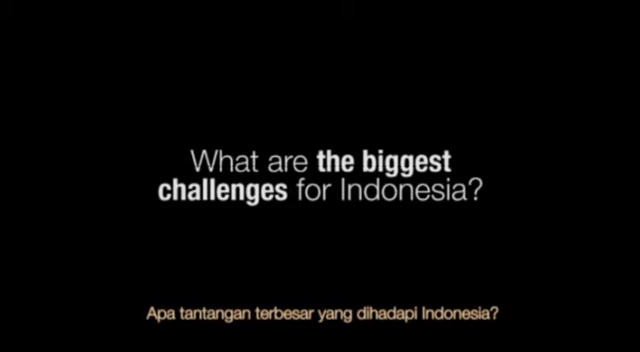 What are the biggest
challenges for Indonesia?
Apa tantangan terbesar yang dihadapi Indonesia?